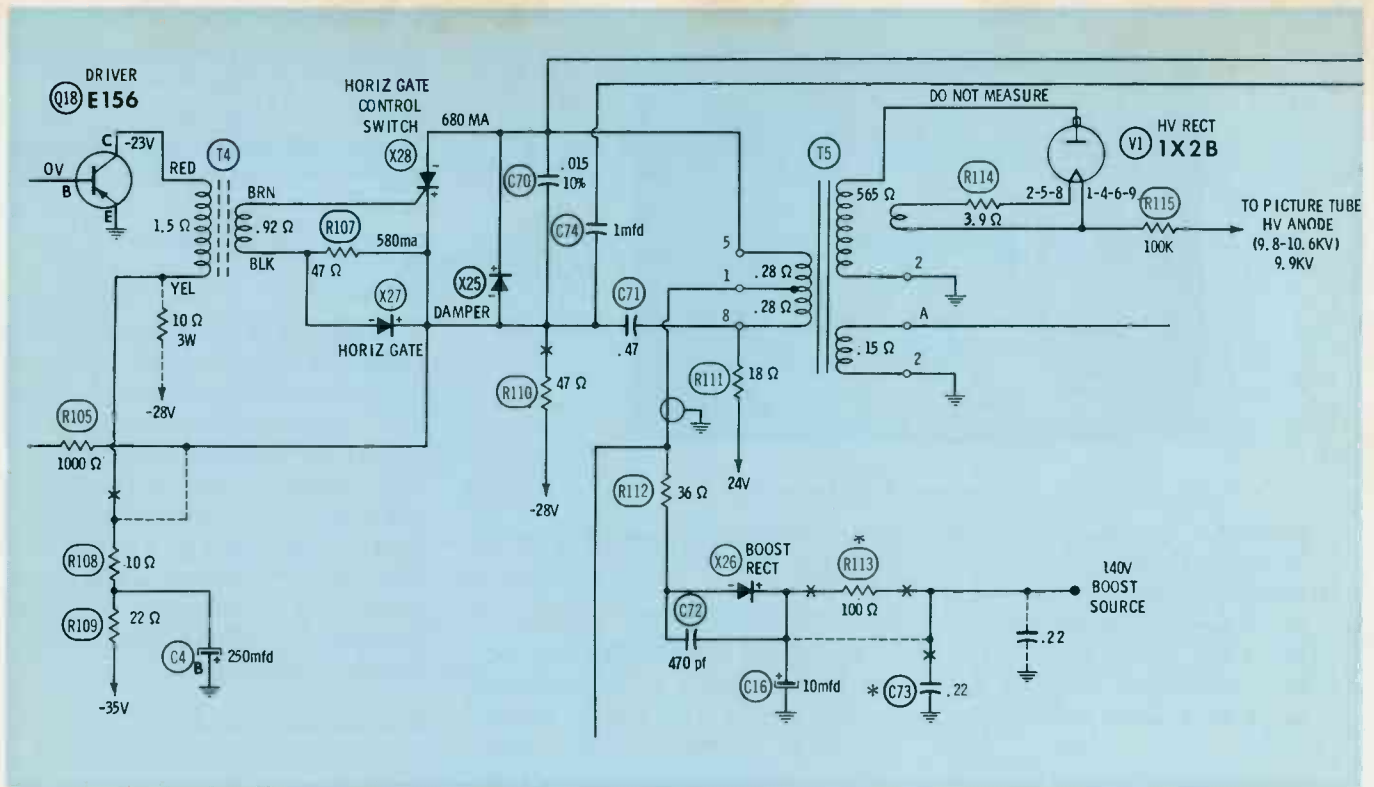 DRIVER
Q18 E156
C
-23V
0V
B
E
RED
T4
1.5 Ω
YEL
10 Ω
3W
-28V
BRN
.92 Ω
BLK
R107
47 Ω
580ma
X27
HORIZ GATE
HORIZ GATE
CONTROL
SWITCH
X28
680 MA
X25
DAMPER
C70
.015
10%
C74
1mfd
C71
.47
R110
47 Ω
-28V
R105
1000 Ω
R108
10 Ω
R109
22 Ω
-35V
C4
B
250mfd
5
1
8
.28 Ω
.28 Ω
T5
R111
18 Ω
24V
R112
36 Ω
DO NOT MEASURE
565 Ω
R114
3.9 Ω
2-5-8
1-4-6-9
V1
HV RECT
1X2B
R115
100K
TO PICTURE TUBE
HV ANODE
(9.8-10.6KV)
9.9KV
2
A
.15 Ω
2
X26
BOOST
RECT
*
R113
100 Ω
C72
470 pf
C16
10mfd
* C73
.22
.22
140V
BOOST
SOURCE